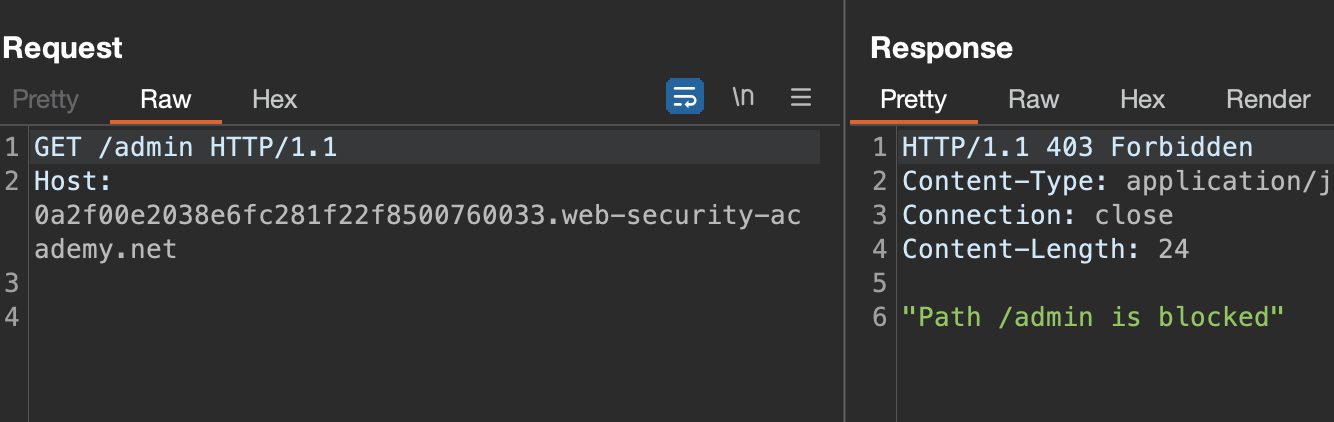 Request
Pretty Raw Hex \n
1 GET /admin HTTP/1.1
2 Host:
0a2f00e2038e6fc281f22f8500760033.web-security-ac
ademy.net
3
4
Response
Pretty Raw Hex Render
1 HTTP/1.1 403 Forbidden
2 Content-Type: application/j
3 Connection: close
4 Content-Length: 24
5
6 "Path /admin is blocked"